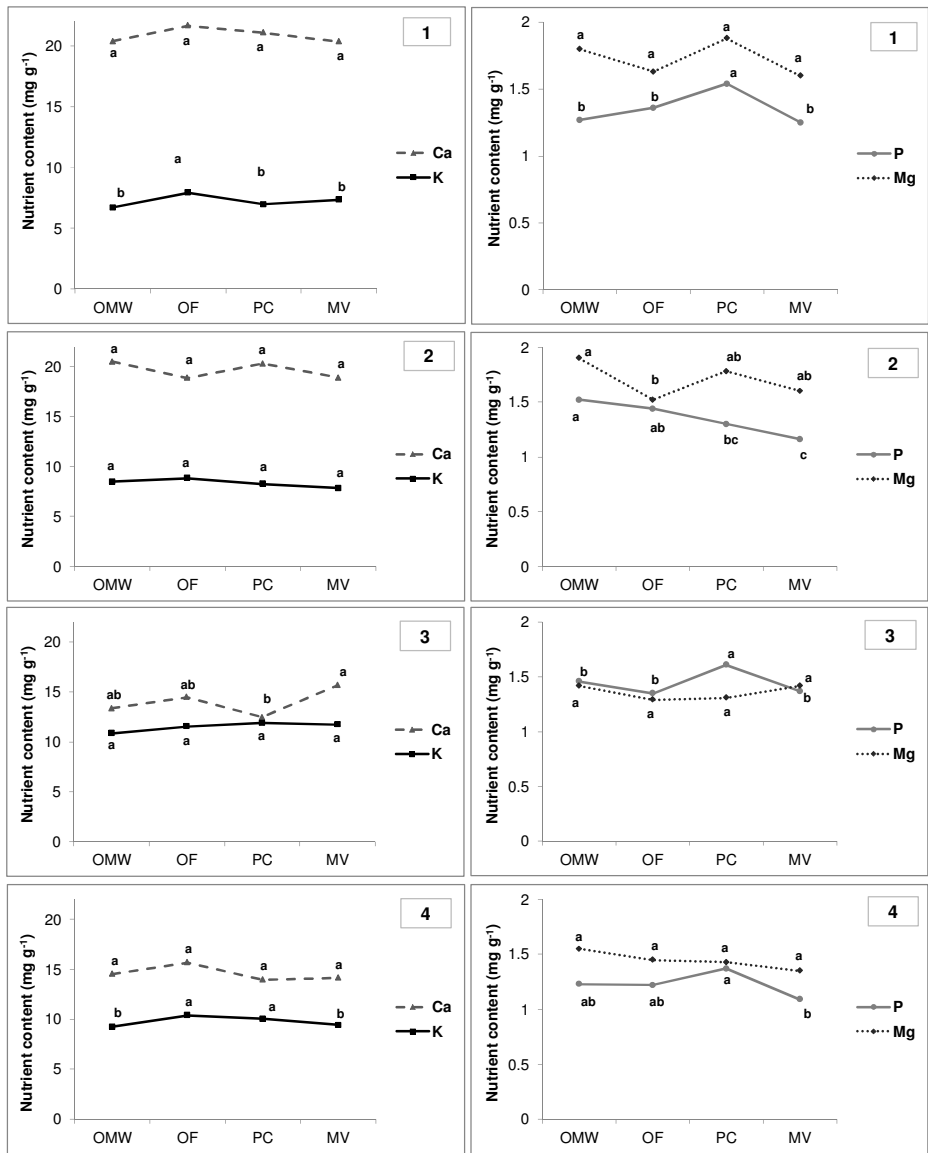 1
Nutrient content (mg g-1)
20
15
10
5
0
a a a a
b a b b
OMW OF PC MV
Ca
K
1
Nutrient content (mg g-1)
2
1.5
1
0.5
0
a a a a
b b a b
OMW OF PC MV
P
Mg
2
Nutrient content (mg g-1)
20
15
10
5
0
a a a a
a a a a
OMW OF PC MV
Ca
K
2
Nutrient content (mg g-1)
2
1.5
1
0.5
0
a b ab ab
a ab bc c
OMW OF PC MV
P
Mg
3
Nutrient content (mg g-1)
20
15
10
5
0
ab ab b a
a a a a
OMW OF PC MV
Ca
K
3
Nutrient content (mg g-1)
2
1.5
1
0.5
0
b b a a
a a a b
OMW OF PC MV
P
Mg
4
Nutrient content (mg g-1)
20
15
10
5
0
a a a a
b a a b
OMW OF PC MV
Ca
K
4
Nutrient content (mg g-1)
2
1.5
1
0.5
0
a a a a
ab ab a b
OMW OF PC MV
P
Mg